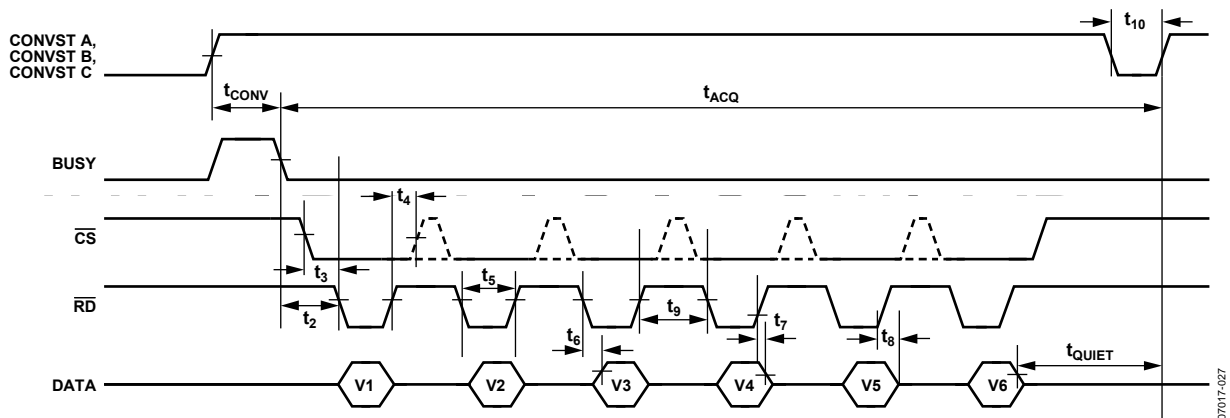 CONVST A,
CONVST B,
CONVST C
t10
tCONV
tACQ
BUSY
t4
CS
t3
t5
RD
t2
t9
t7
t6
t8
tQUIET
DATA
V1
V2
V3
V4
V5
V6
07017-027